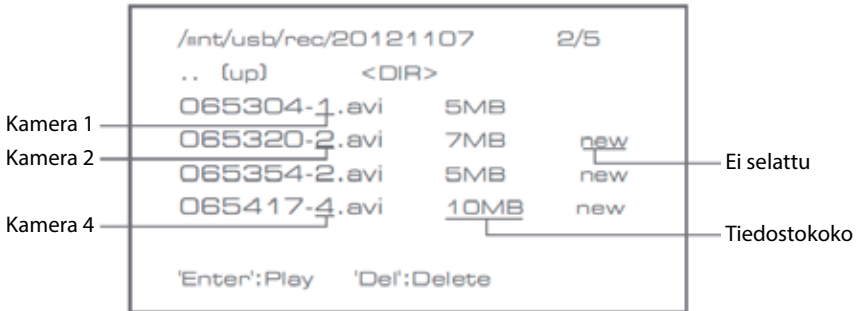 /mnt/usb/rec/20121107 2/5
.. (up) <DIR>
065304-1.avi 5MB
Kamera 1
065320-2.avi 7MB new
Kamera 2
Ei selattu
065354-2.avi 5MB new
065417-4.avi 10MB new
Kamera 4
Tiedostokoko
'Enter':Play 'Del':Delete